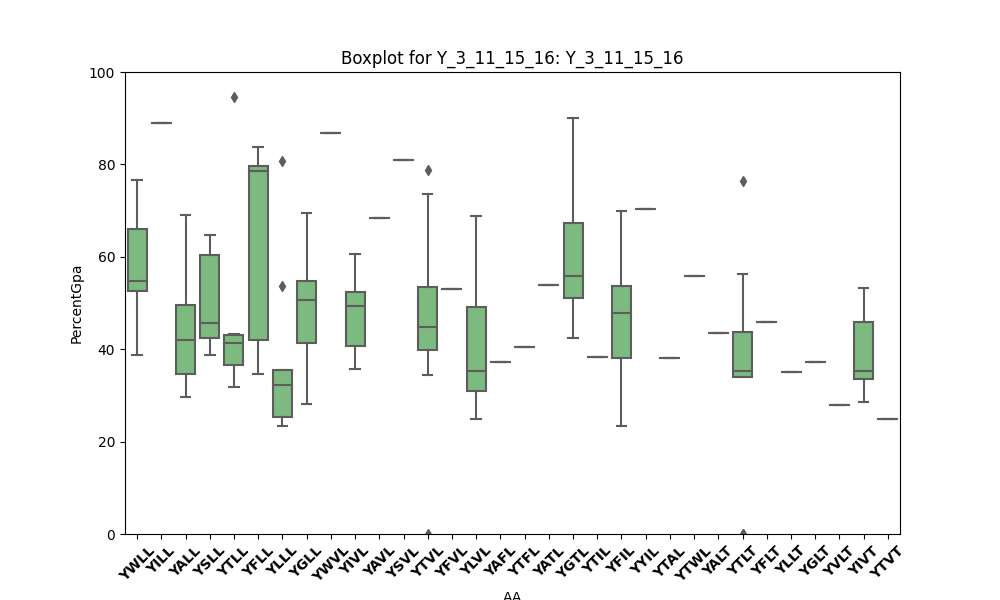 Boxplot for Y_3_11_15_16: Y_3_11_15_16
100
80
60
40
20
0
PercentGpa
YWLL YILL YALL YSLL YTLL YFLL YLLL YGLL YWVL YIVL YAVL YSVL YTVL YFVL YLVL YAFL YTFL YATL YGTL YTIL YFIL YYIL YTAL YTWL YALT YTLT YFLT YLLT YGLT YVLT YIVT YTVT
AA